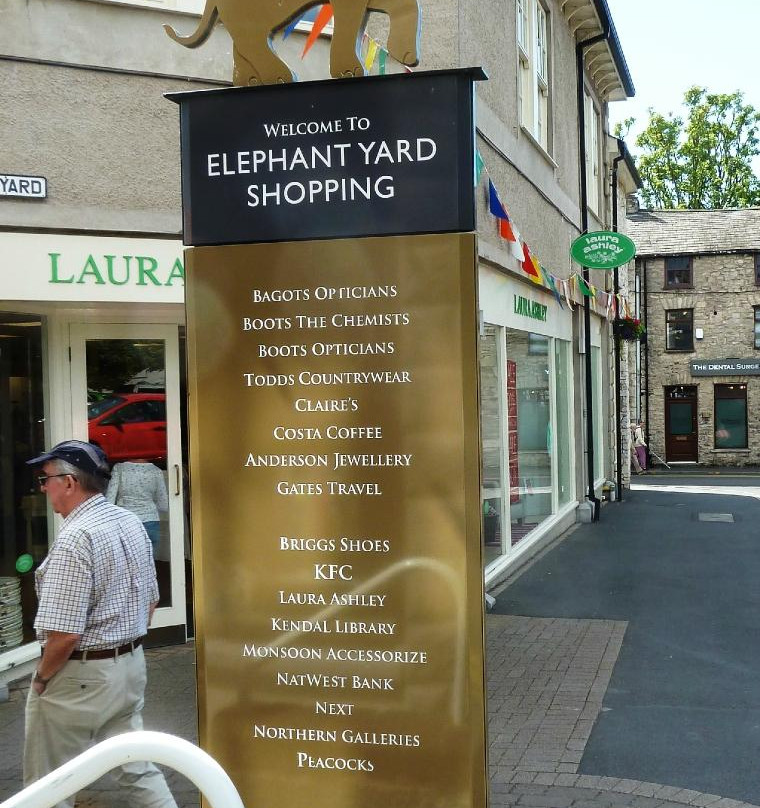 WELCOME TO
ELEPHANT YARD
SHOPPING
BAGOTS OPTICIANS
BOOTS THE CHEMISTS
BOOTS OPTICIANS
TODDS COUNTRYWEAR
CLAIRE'S
COSTA COFFEE
ANDERSON JEWELLERY
GATES TRAVEL
BRIGGS SHOES
KFC
LAURA ASHLEY
KENDAL LIBRARY
MONSOON ACCESSORIZE
NATWEST BANK
NEXT
NORTHERN GALLERIES
PEACOCKS
YARD
LAURA
LAURA ASHLEY
laura
ashley
THE DENTAL SURGE